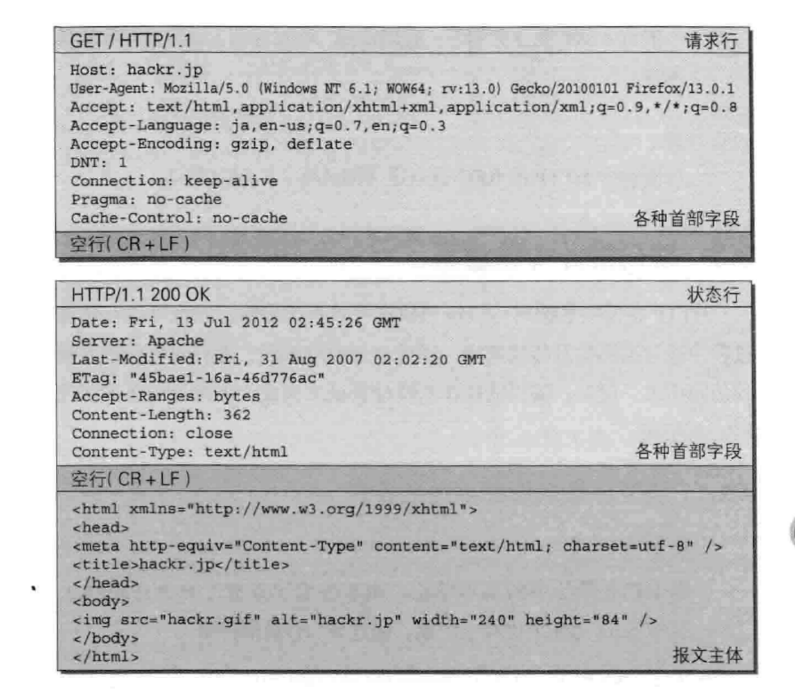 GET / HTTP/1.1 请求行
Host: hackr.jp
User-Agent: Mozilla/5.0 (Windows NT 6.1; WOW64; rv:13.0) Gecko/20100101 Firefox/13.0.1
Accept: text/html,application/xhtml+xml,application/xml;q=0.9,*/*;q=0.8
Accept-Language: ja,en-us;q=0.7,en;q=0.3
Accept-Encoding: gzip, deflate
DNT: 1
Connection: keep-alive
Pragma: no-cache
Cache-Control: no-cache 各种首部字段
空行( CR + LF )
HTTP/1.1 200 OK 状态行
Date: Fri, 13 Jul 2012 02:45:26 GMT
Server: Apache
Last-Modified: Fri, 31 Aug 2007 02:02:20 GMT
ETag: "45bae1-16a-46d776ac"
Accept-Ranges: bytes
Content-Length: 362
Connection: close
Content-Type: text/html 各种首部字段
空行( CR + LF )
<html xmlns="http://www.w3.org/1999/xhtml">
<head>
<meta http-equiv="Content-Type" content="text/html; charset=utf-8" />
<title>hackr.jp</title>
</head>
<body>
<img src="hackr.gif" alt="hackr.jp" width="240" height="84" />
</body>
</html> 报文主体